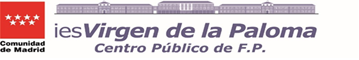 iesVirgen de la Paloma
Centro Público de F.P.
Comunidad
de Madrid